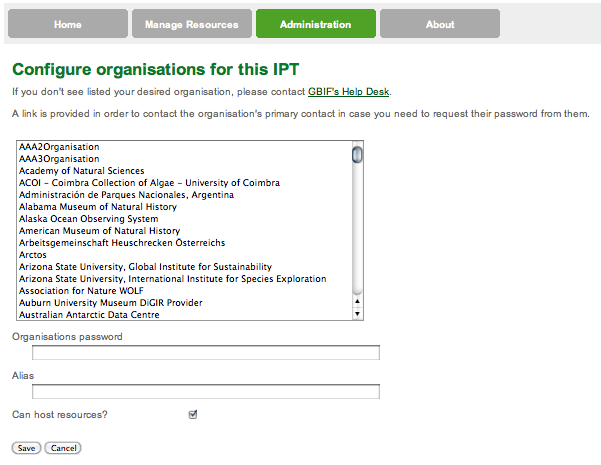 Home Manage Resources Administration About
Configure organisations for this IPT
If you don't see listed your desired organisation, please contact GBIF's Help Desk.
A link is provided in order to contact the organisation's primary contact in case you need to request their password from them.
AAA2Organisation
AAA3Organisation
Academy of Natural Sciences
ACOI - Coimbra Collection of Algae - University of Coimbra
Administración de Parques Nacionales, Argentina
Alabama Museum of Natural History
Alaska Ocean Observing System
American Museum of Natural History
Arbeitsgemeinschaft Heuschrecken Österreichs
Arctos
Arizona State University, Global Institute for Sustainability
Arizona State University, International Institute for Species Exploration
Association for Nature WOLF
Auburn University Museum DiGIR Provider
Australian Antarctic Data Centre
Organisations password
Alias
Can host resources?
Save Cancel